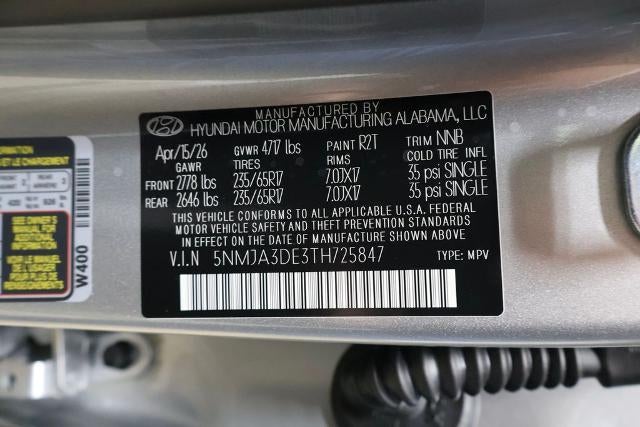 MANUFACTURED BY
HYUNDAI MOTOR MANUFACTURING ALABAMA, LLC
Apr/15/26 GVWR 4717 lbs PAINT R2T TRIM NNB
GAWR TIRES RIMS COLD TIRE INFL
FRONT 2778 lbs 235/65R17 7.0JX17 35 psi SINGLE
REAR 2646 lbs 235/65R17 7.0JX17 35 psi SINGLE
THIS VEHICLE CONFORMS TO ALL APPLICABLE U.S.A. FEDERAL
MOTOR VEHICLE SAFETY AND THEFT PREVENTION STANDARDS
IN EFFECT ON THE DATE OF MANUFACTURE SHOWN ABOVE.
V.I.N 5NMJA3DE3TH725847 TYPE: MPV
SEE OWNER'S
W400